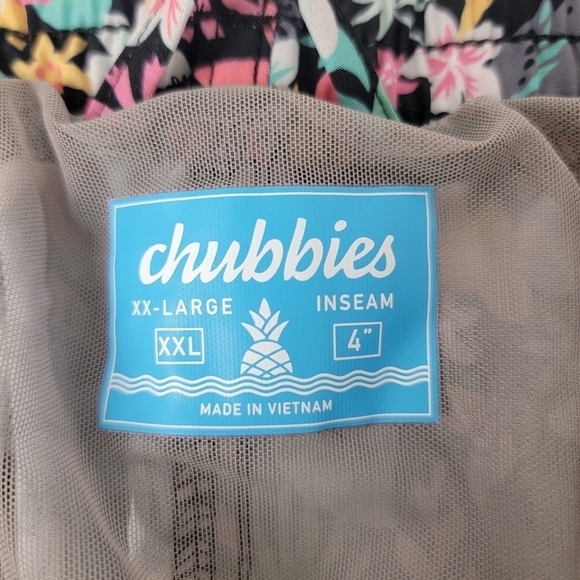 chubbies
XX-LARGE INSEAM
XXL 4"
MADE IN VIETNAM